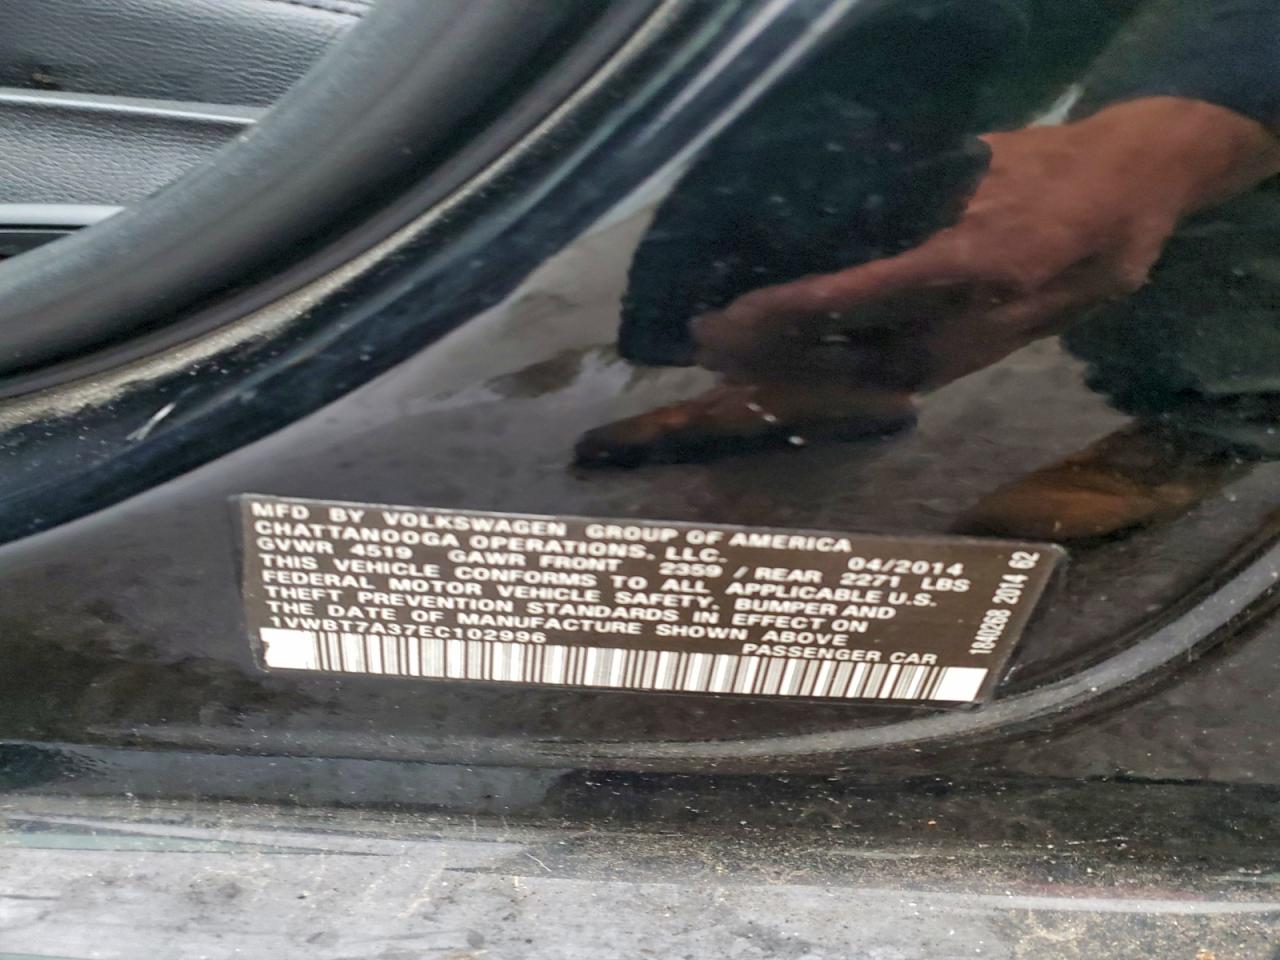 MFD BY VOLKSWAGEN GROUP OF AMERICA
CHATTANOOGA OPERATIONS, LLC. 04/2014
GVWR 4519 GAWR FRONT 2359 / REAR 2271 LBS
THIS VEHICLE CONFORMS TO ALL APPLICABLE U.S.
FEDERAL MOTOR VEHICLE SAFETY, BUMPER AND
THEFT PREVENTION STANDARDS IN EFFECT ON
THE DATE OF MANUFACTURE SHOWN ABOVE
1VWBT7A37EC102996 PASSENGER CAR
1840268 2014 62